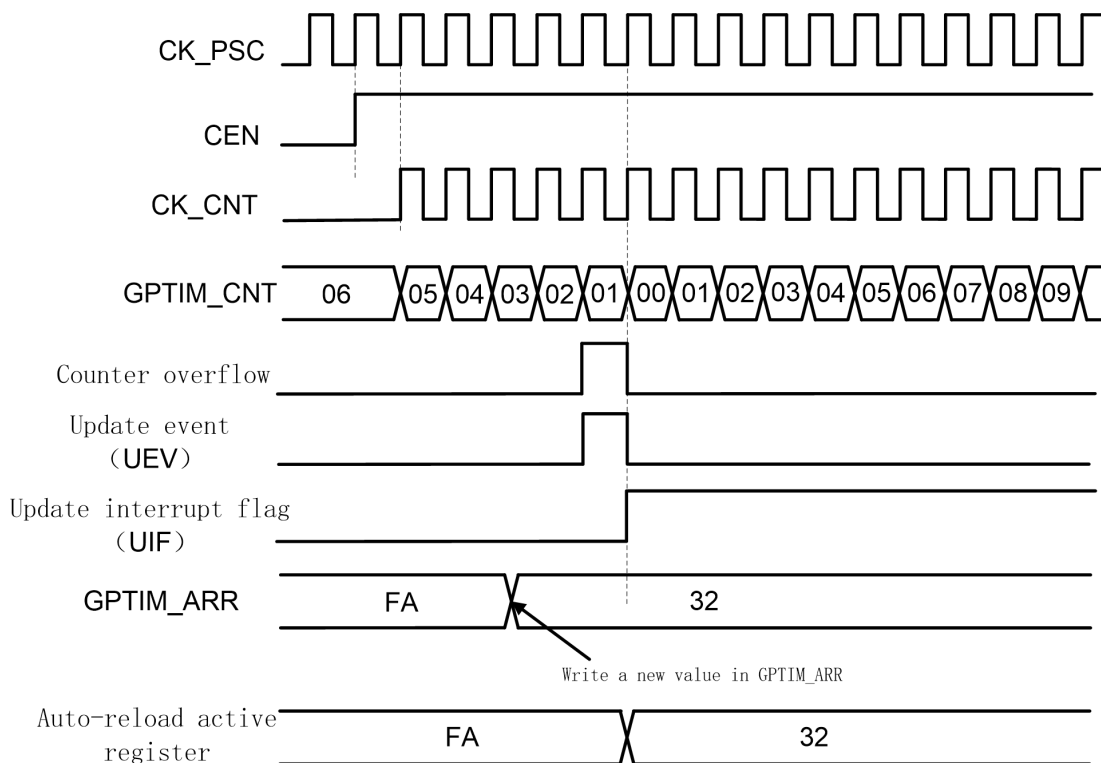 CK_PSC
CEN
CK_CNT
GPTIM_CNT 06 05 04 03 02 01 00 01 02 03 04 05 06 07 08 09
Counter overflow
Update event
（UEV）
Update interrupt flag
（UIF）
GPTIM_ARR FA 32
Write a new value in GPTIM_ARR
Auto-reload active
register
FA 32